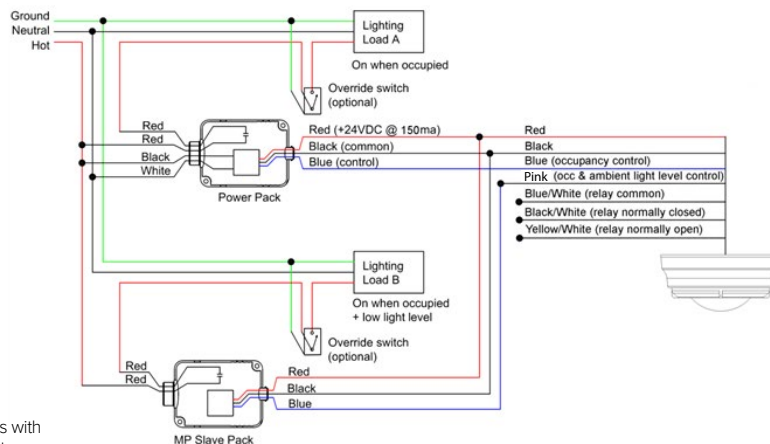 Ground
Neutral
Hot
Lighting
Load A
On when occupied
Override switch
(optional)
Red
Red
Black
White
Power Pack
Red (+24VDC @ 150ma)
Black (common)
Blue (control)
Red
Black
Blue (occupancy control)
Pink (occ & ambient light level control)
Blue/White (relay common)
Black/White (relay normally closed)
Yellow/White (relay normally open)
Lighting
Load B
On when occupied
+ low light level
Override switch
(optional)
Red
Red
Red
Black
Blue
MP Slave Pack
s with